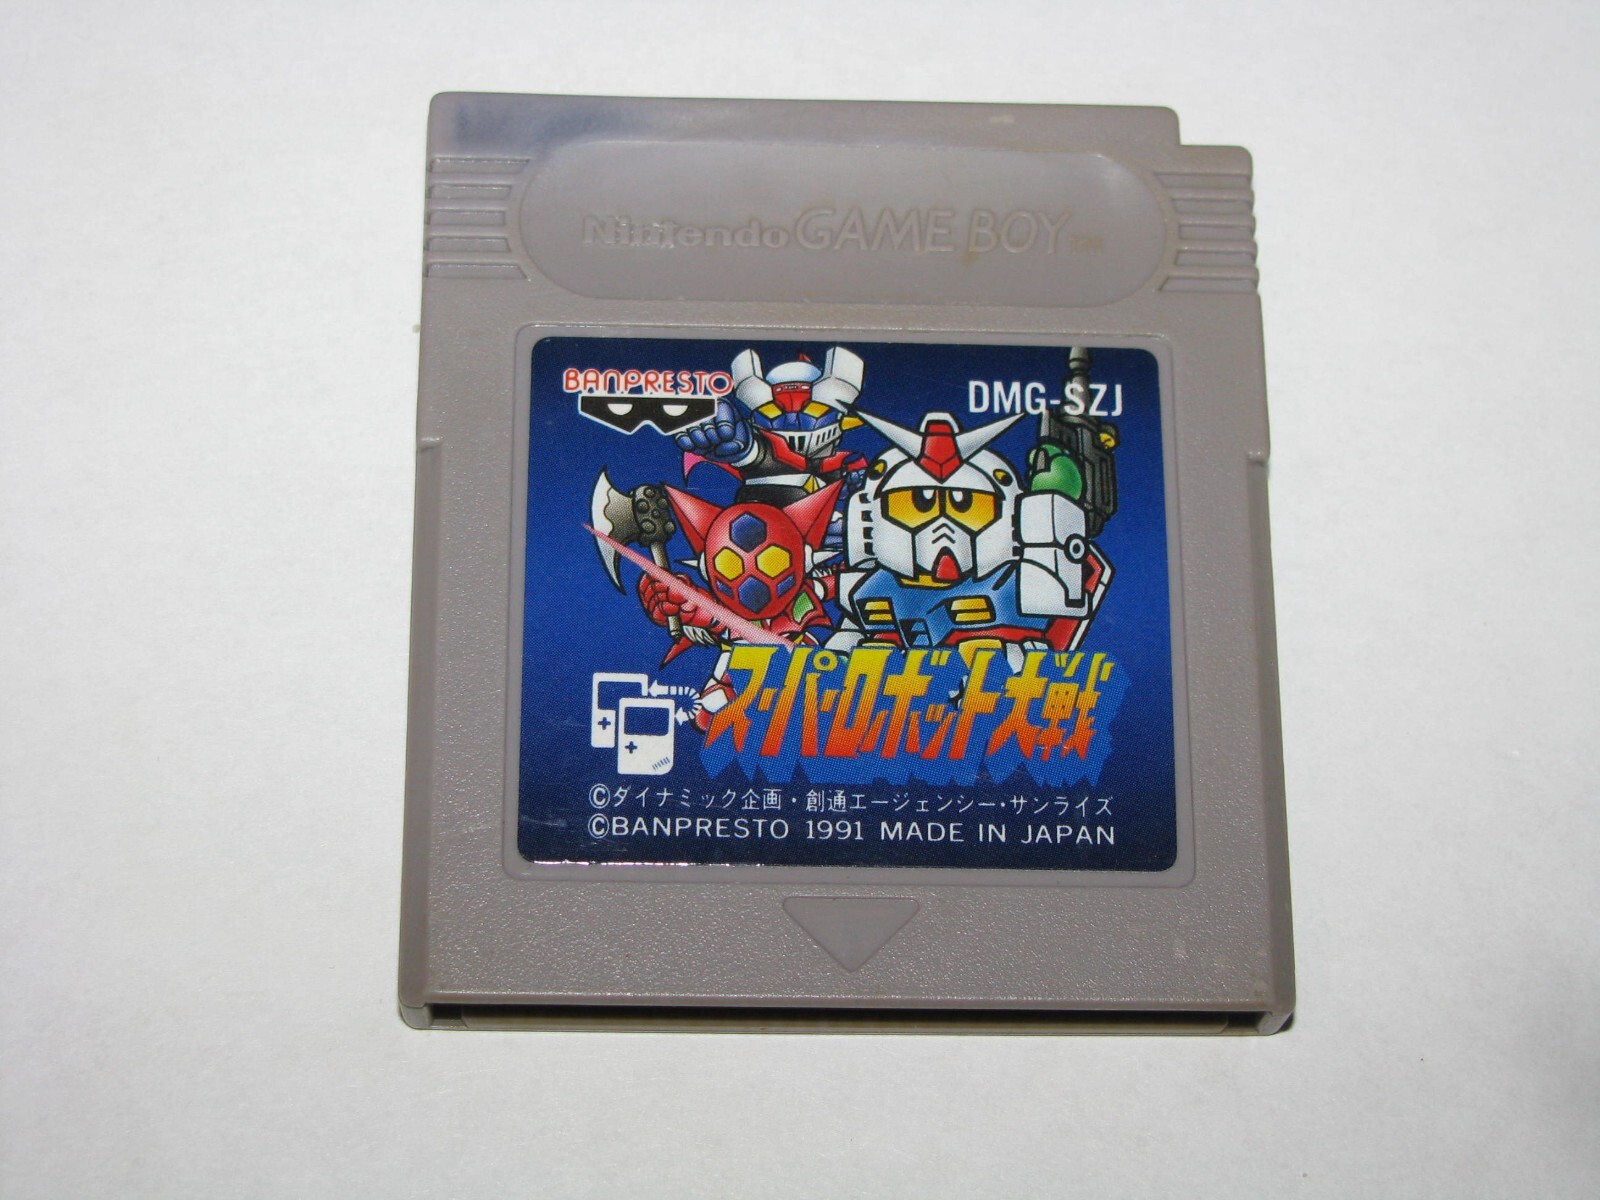 Nintendo GAME BOY TM
BANPRESTO
DMG-SZJ
スーパーロボット大戦
©ダイナミック企画・創通エージェンシー・サンライズ
©BANPRESTO 1991 MADE IN JAPAN